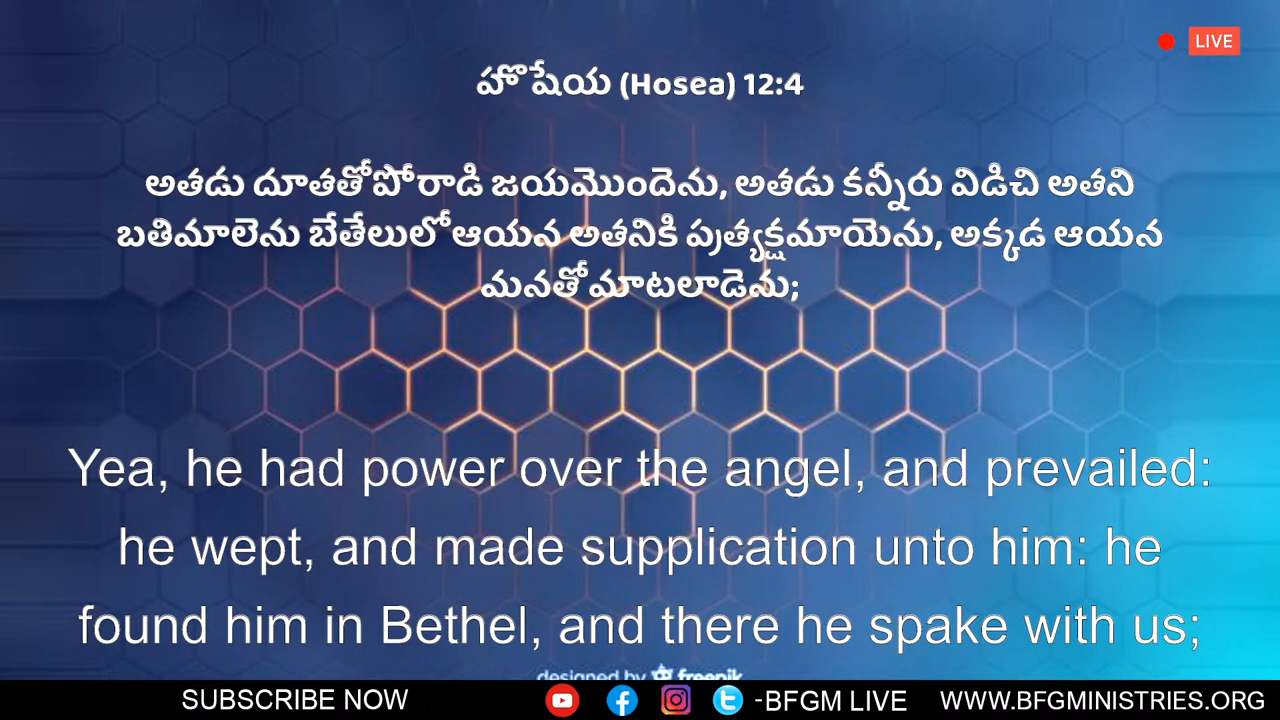 LIVE
హొషేయ (Hosea) 12:4
అతడు దూతతోపోరాడి జయమొందెను, అతడు కన్నీరు విడిచి అతని
బతిమాలెను బేతేలులోఆయన అతనికి ప్రత్యక్షమాయెను, అక్కడ ఆయన
మనతోమాటలాడెను;
Yea, he had power over the angel, and prevailed:
he wept, and made supplication unto him: he
found him in Bethel, and there he spake with us;
designed by freepik
SUBSCRIBE NOW -BFGM LIVE WWW.BFGMINISTRIES.ORG